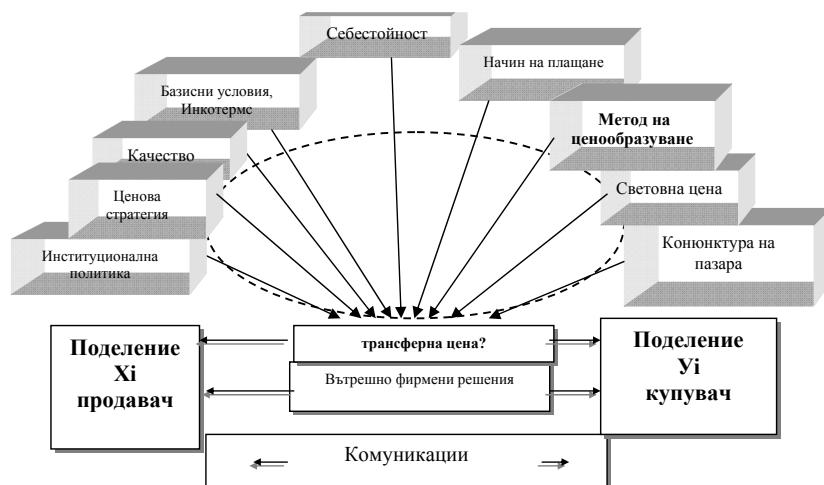 Себестойност
Начин на плащане
Базисни условия,
Инкотермс
Метод на
ценообразуване
Качество
Световна цена
Ценова
стратегия
Конюнктура на
пазара
Институционална
политика
Поделение
Xi
продавач
трансферна цена?
Вътрешно фирмени решения
Поделение
Уi
купувач
Комуникации